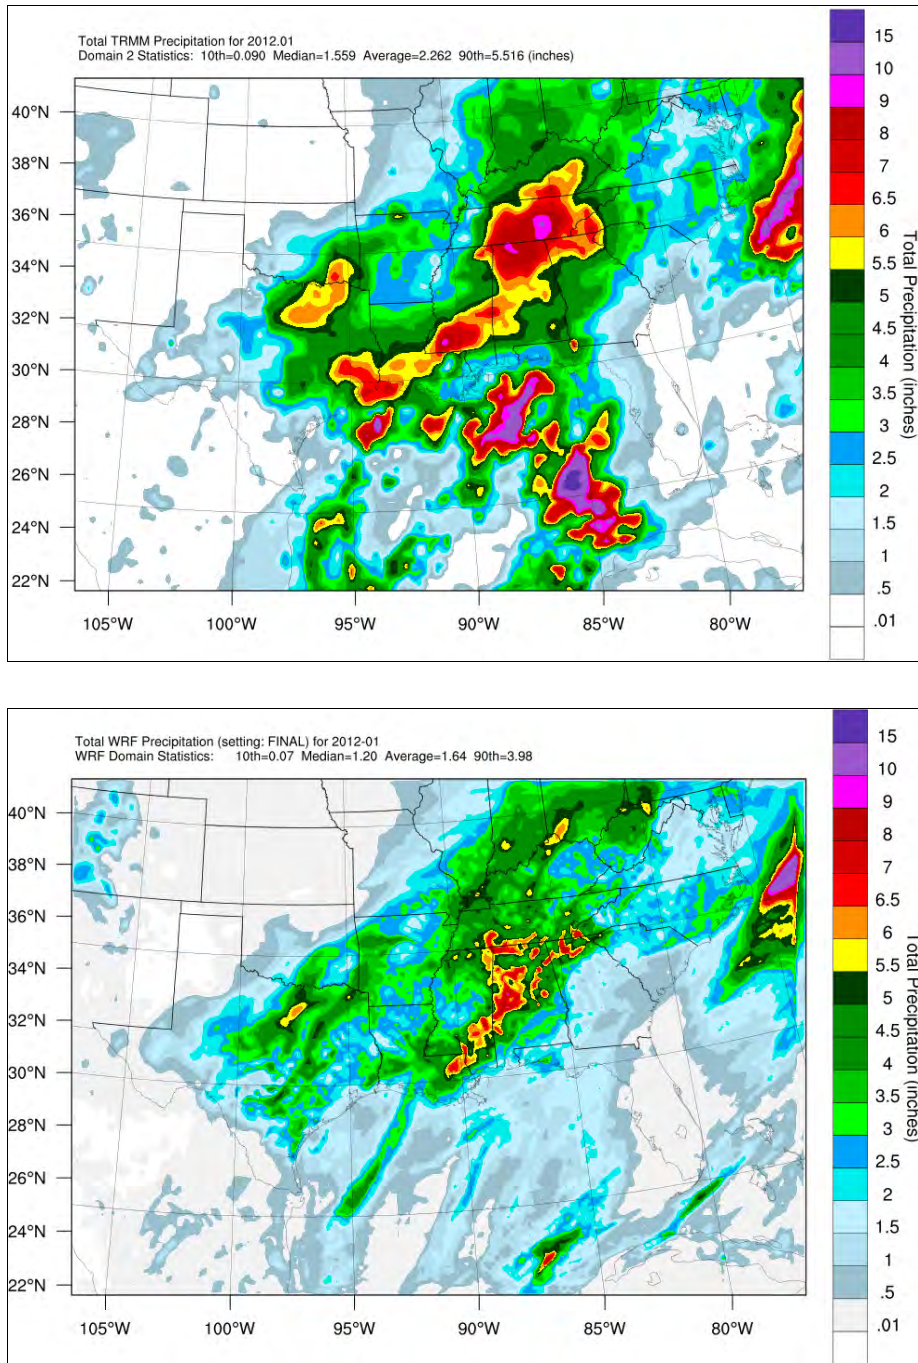 Total TRMM Precipitation for 2012.01
Domain 2 Statistics: 10th=0.090 Median=1.559 Average=2.262 90th=5.516 (inches)
40°N
38°N
36°N
34°N
32°N
30°N
28°N
26°N
24°N
22°N
105°W 100°W 95°W 90°W 85°W 80°W
15
10
9
8
7
6.5
6
5.5
5
4.5
4
3.5
3
2.5
2
1.5
1
.5
.01
Total Precipitation (inches)
Total WRF Precipitation (setting: FINAL) for 2012-01
WRF Domain Statistics: 10th=0.07 Median=1.20 Average=1.64 90th=3.98
40°N
38°N
36°N
34°N
32°N
30°N
28°N
26°N
24°N
22°N
105°W 100°W 95°W 90°W 85°W 80°W
15
10
9
8
7
6.5
6
5.5
5
4.5
4
3.5
3
2.5
2
1.5
1
.5
.01
Total Precipitation (inches)